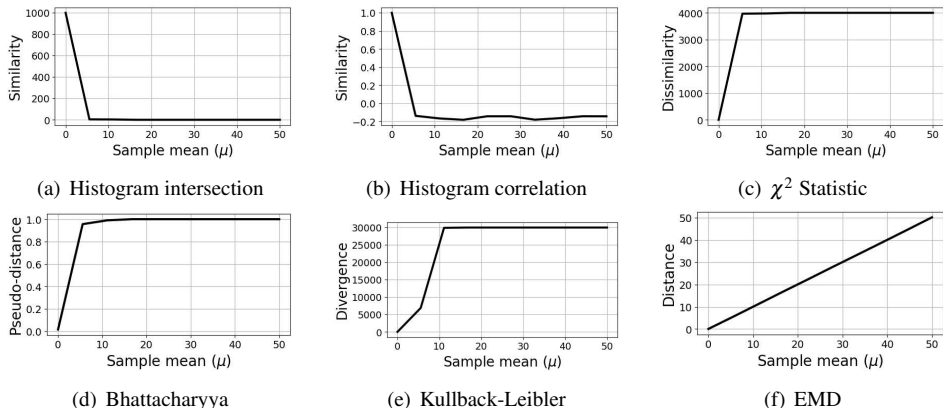 1000
800
600
400
200
0
Similarity
0 10 20 30 40 50
Sample mean (μ)
(a) Histogram intersection
1.0
0.8
0.6
0.4
0.2
0.0
−0.2
Similarity
0 10 20 30 40 50
Sample mean (μ)
(b) Histogram correlation
4000
3000
2000
1000
0
Dissimilarity
0 10 20 30 40 50
Sample mean (μ)
(c) χ² Statistic
1.0
0.8
0.6
0.4
0.2
0.0
Pseudo-distance
0 10 20 30 40 50
Sample mean (μ)
(d) Bhattacharyya
30000
25000
20000
15000
10000
5000
0
Divergence
0 10 20 30 40 50
Sample mean (μ)
(e) Kullback-Leibler
50
40
30
20
10
0
Distance
0 10 20 30 40 50
Sample mean (μ)
(f) EMD